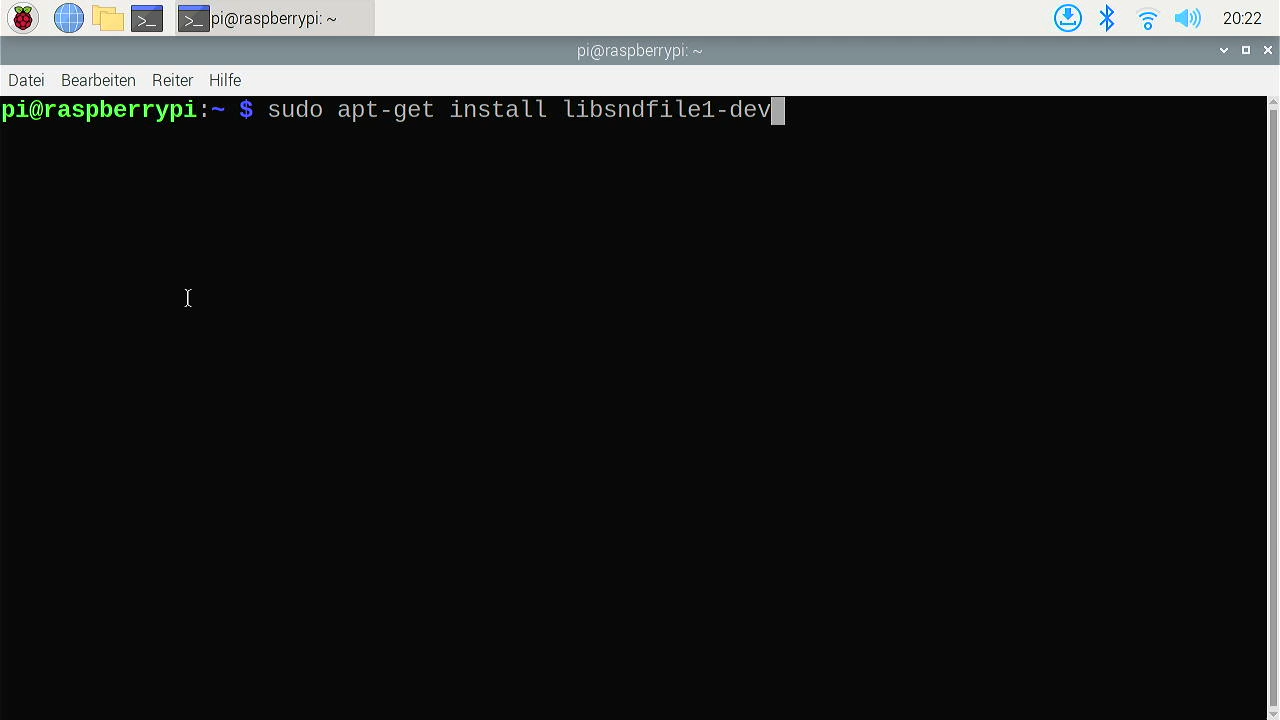 pi@raspberrypi: ~ 20:22
pi@raspberrypi: ~
Datei Bearbeiten Reiter Hilfe
pi@raspberrypi:~ $ sudo apt-get install libsndfile1-dev